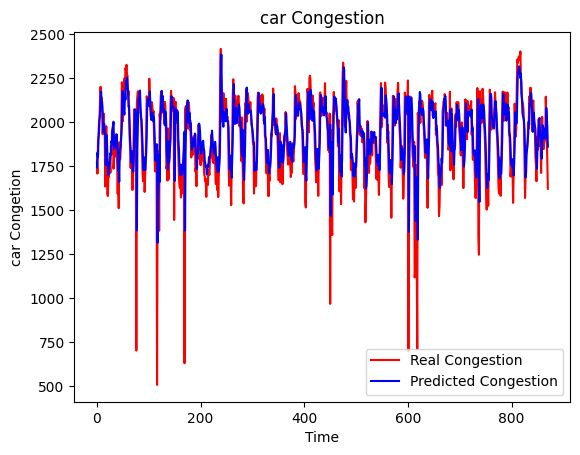 car Congestion
car Congetion
2500
2250
2000
1750
1500
1250
1000
750
500
0
200
400
600
800
Time
Real Congestion
Predicted Congestion